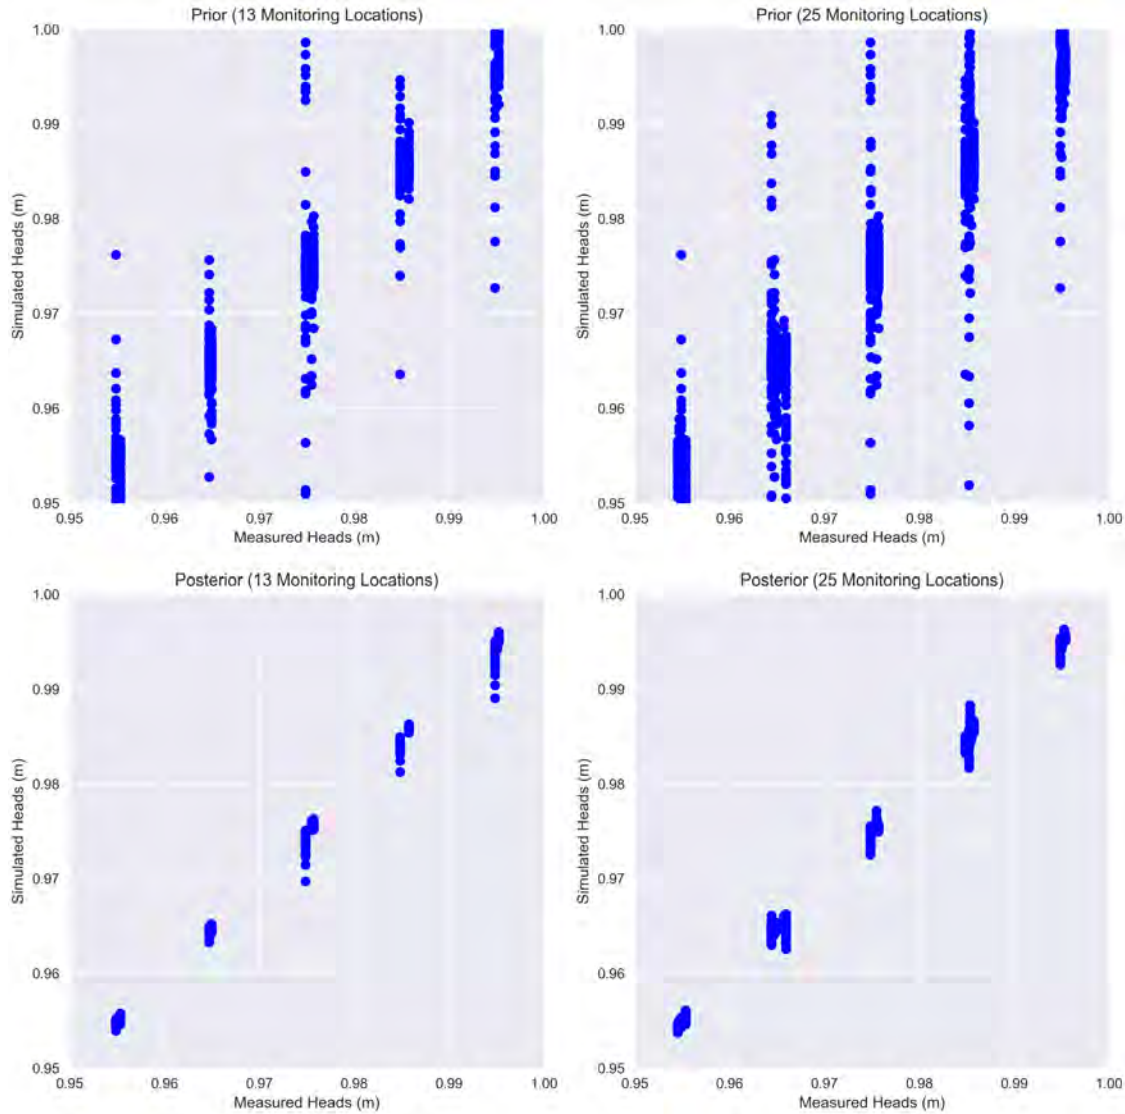 Prior (13 Monitoring Locations)
1.00
0.99
0.98
0.97
0.96
0.95
Simulated Heads (m)
0.95 0.96 0.97 0.98 0.99 1.00
Measured Heads (m)
Prior (25 Monitoring Locations)
1.00
0.99
0.98
0.97
0.96
0.95
Simulated Heads (m)
0.95 0.96 0.97 0.98 0.99 1.00
Measured Heads (m)
Posterior (13 Monitoring Locations)
1.00
0.99
0.98
0.97
0.96
0.95
Simulated Heads (m)
0.95 0.96 0.97 0.98 0.99 1.00
Measured Heads (m)
Posterior (25 Monitoring Locations)
1.00
0.99
0.98
0.97
0.96
0.95
Simulated Heads (m)
0.95 0.96 0.97 0.98 0.99 1.00
Measured Heads (m)